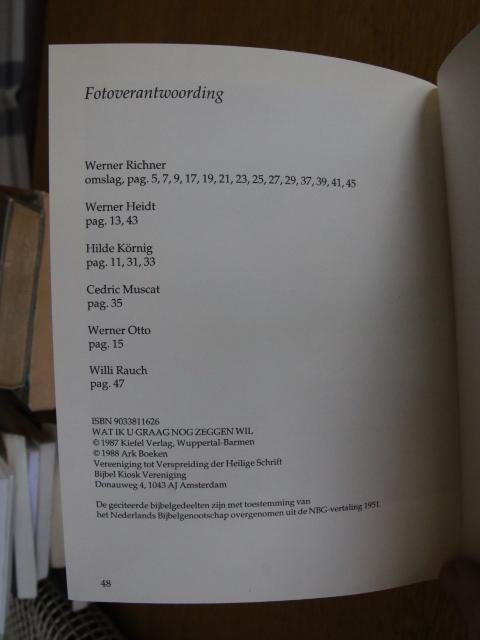 Fotoverantwoording
Werner Richner
omslag, pag. 5, 7, 9, 17, 19, 21, 23, 25, 27, 29, 37, 39, 41, 45
Werner Heidt
pag. 13, 43
Hilde Körnig
pag. 11, 31, 33
Cedric Muscat
pag. 35
Werner Otto
pag. 15
Willi Rauch
pag. 47
ISBN 9033811626
WAT IK U GRAAG NOG ZEGGEN WIL
© 1987 Kiefel Verlag, Wuppertal-Barmen
© 1988 Ark Boeken
Vereeniging tot Verspreiding der Heilige Schrift
Bijbel Kiosk Vereniging
Donauweg 4, 1043 AJ Amsterdam
De geciteerde bijbelgedeelten zijn met toestemming van
het Nederlands Bijbelgenootschap overgenomen uit de NBG-vertaling 1951.
48